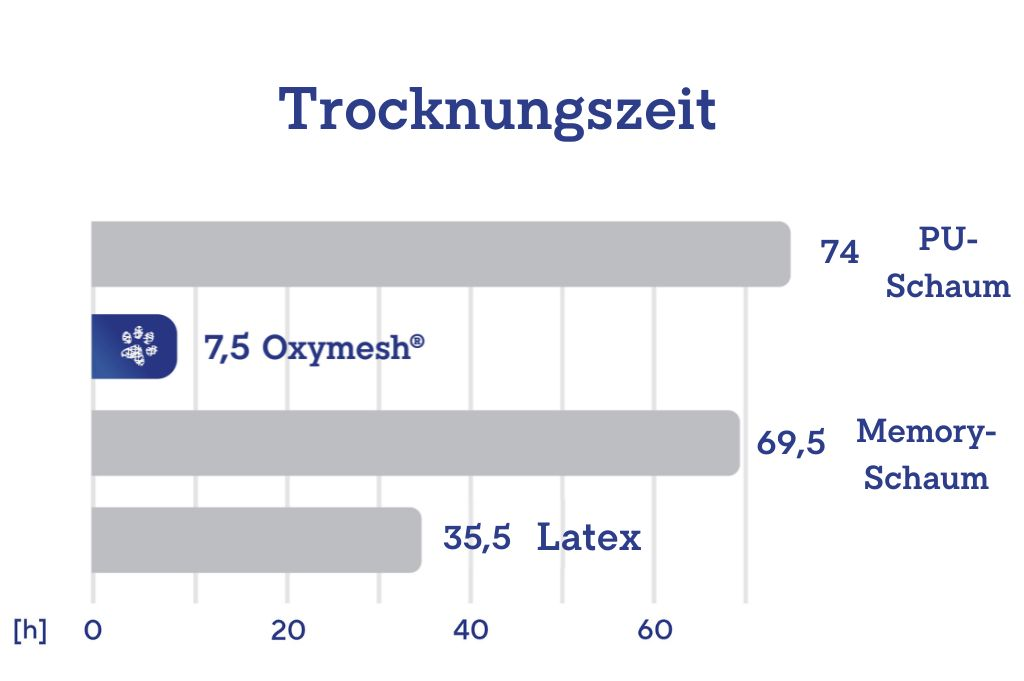 Trocknungszeit
74 PU-
Schaum
7,5 Oxymesh®
69,5 Memory-
Schaum
35,5 Latex
[h] 0 20 40 60